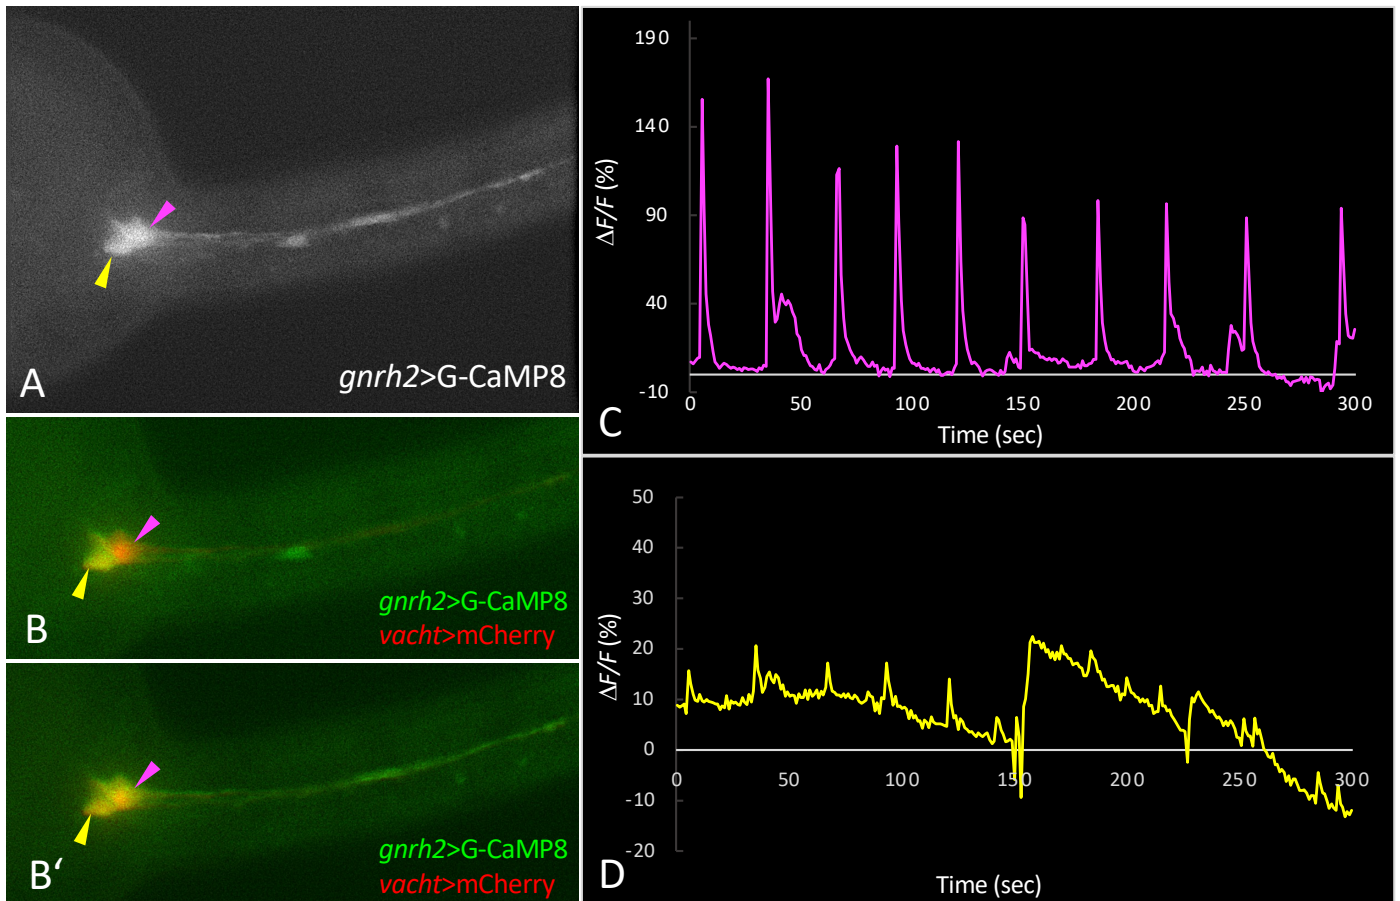 A
gnrh2>G-CaMP8
B
gnrh2>G-CaMP8
vacht>mCherry
B‘
gnrh2>G-CaMP8
vacht>mCherry
190
140
90
40
-10
ΔF/F (%)
0 50 100 150 200 250 300
Time (sec)
C
50
40
30
20
10
0
-10
-20
ΔF/F (%)
0 50 100 150 200 250 300
Time (sec)
D